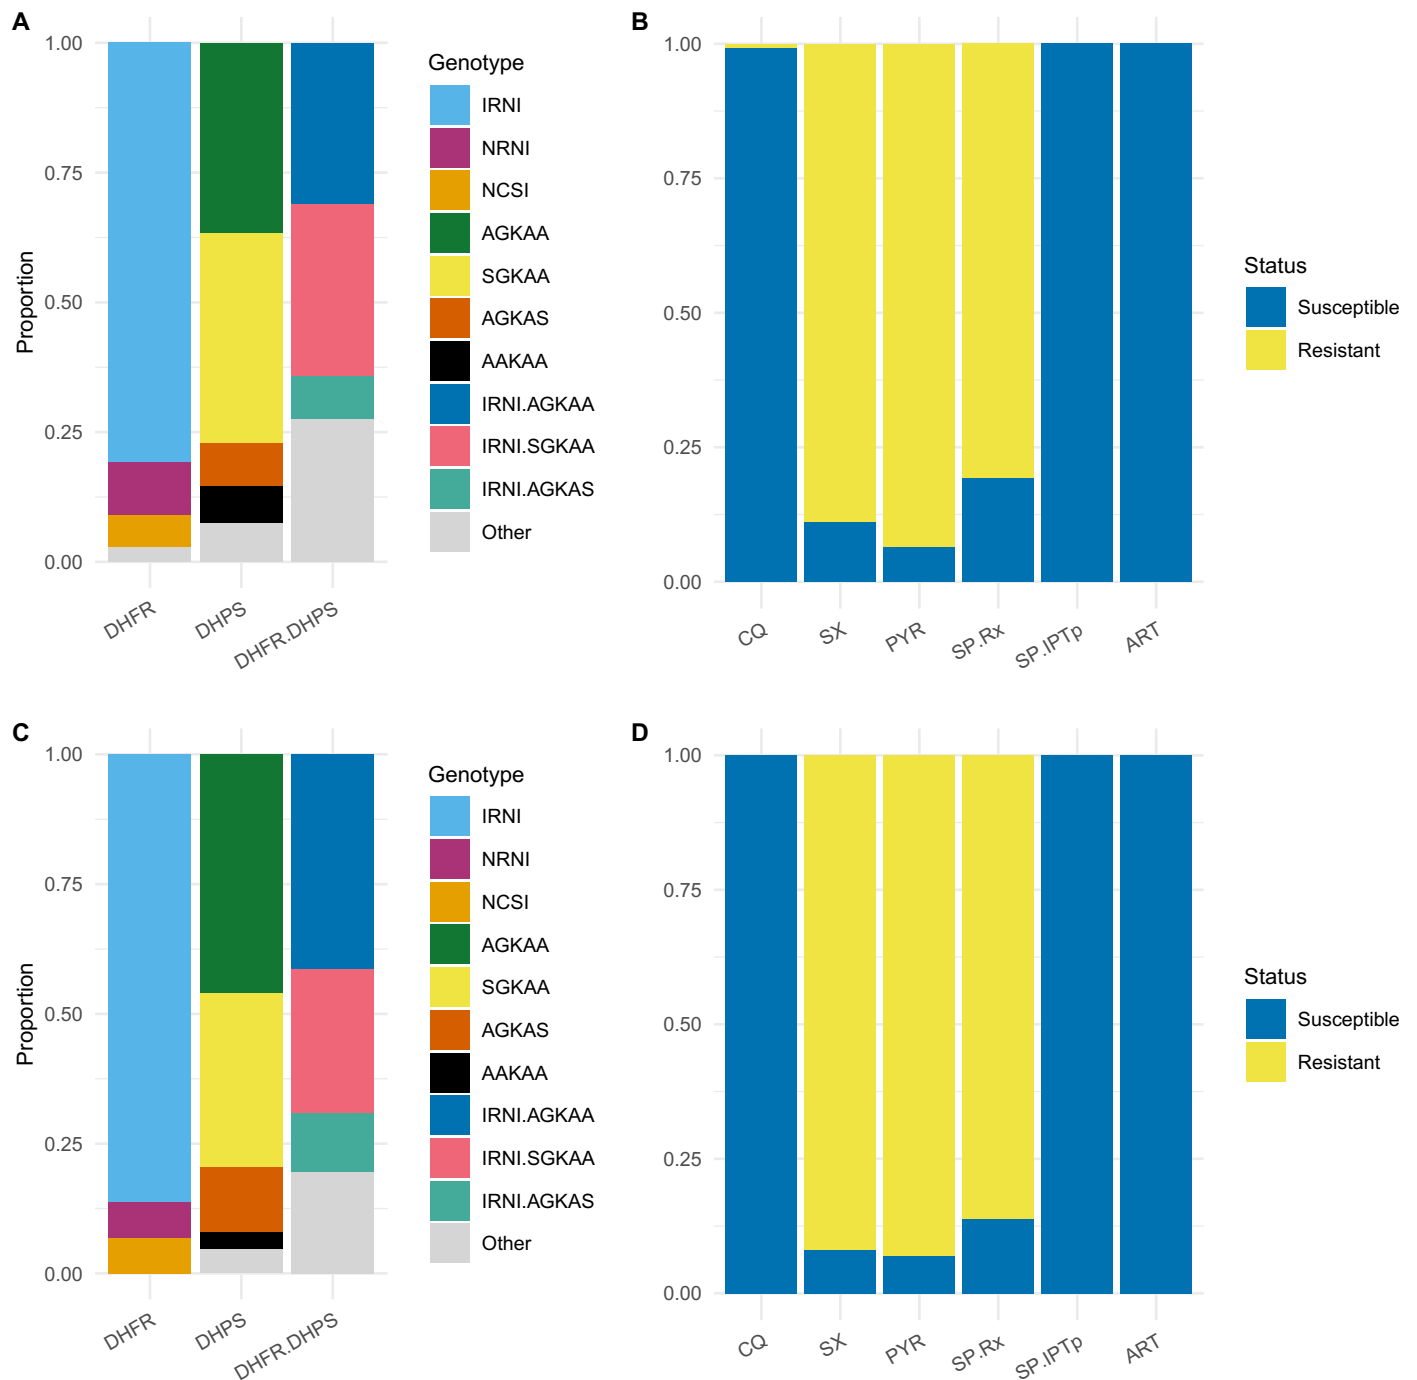 A
Proportion
1.00
0.75
0.50
0.25
0.00
DHFR
DHPS
DHFR.DHPS
Genotype
IRNI
NRNI
NCSI
AGKAA
SGKAA
AGKAS
AAKAA
IRNI.AGKAA
IRNI.SGKAA
IRNI.AGKAS
Other
B
1.00
0.75
0.50
0.25
0.00
CQ
SX
PYR
SP.Rx
SP.IPTp
ART
Status
Susceptible
Resistant
C
Proportion
1.00
0.75
0.50
0.25
0.00
DHFR
DHPS
DHFR.DHPS
Genotype
IRNI
NRNI
NCSI
AGKAA
SGKAA
AGKAS
AAKAA
IRNI.AGKAA
IRNI.SGKAA
IRNI.AGKAS
Other
D
1.00
0.75
0.50
0.25
0.00
CQ
SX
PYR
SP.Rx
SP.IPTp
ART
Status
Susceptible
Resistant